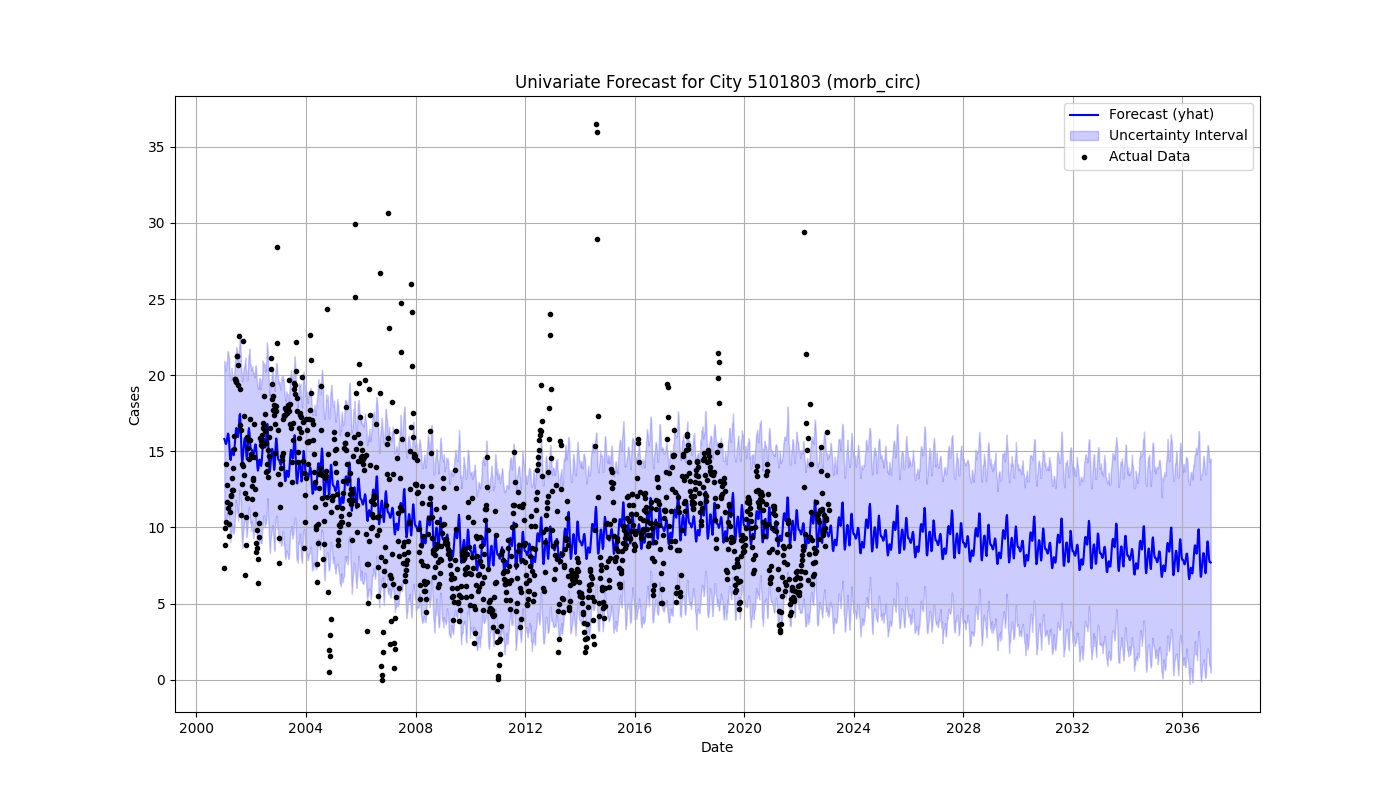 Univariate Forecast for City 5101803 (morb_circ)
Forecast (yhat)
Uncertainty Interval
Actual Data
Cases
35
30
25
20
15
10
5
0
2000 2004 2008 2012 2016 2020 2024 2028 2032 2036
Date